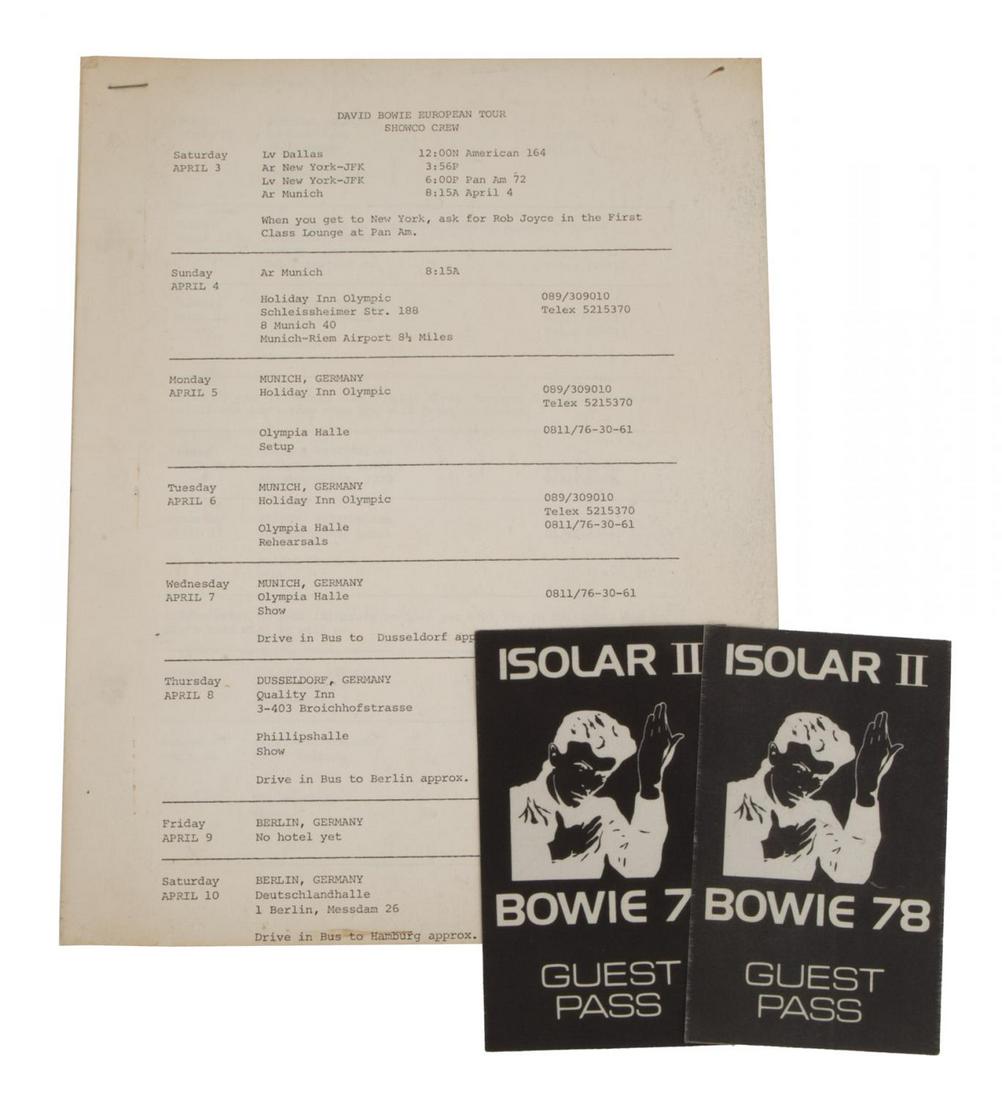 DAVID BOWIE EUROPEAN TOUR
SHOWCO CREW
Saturday Lv Dallas 12:00N American 164
APRIL 3 Ar New York-JFK 3:56P
Lv New York-JFK 6:00P Pan Am 72
Ar Munich 8:15A April 4
When you get to New York, ask for Rob Joyce in the First
Class Lounge at Pan Am.
Sunday Ar Munich 8:15A
APRIL 4
Holiday Inn Olympic 089/309010
Schleissheimer Str. 188 Telex 5215370
8 Munich 40
Munich-Riem Airport 8½ Miles
Monday MUNICH, GERMANY
APRIL 5 Holiday Inn Olympic 089/309010
Telex 5215370
Olympia Halle 0811/76-30-61
Setup
Tuesday MUNICH, GERMANY
APRIL 6 Holiday Inn Olympic 089/309010
Telex 5215370
Olympia Halle 0811/76-30-61
Rehearsals
Wednesday MUNICH, GERMANY
APRIL 7 Olympia Halle 0811/76-30-61
Show
Drive in Bus to Dusseldorf app
Thursday DUSSELDORF, GERMANY
APRIL 8 Quality Inn
3-403 Broichhofstrasse
Phillipshalle
Show
Drive in Bus to Berlin approx.
Friday BERLIN, GERMANY
APRIL 9 No hotel yet
Saturday BERLIN, GERMANY
APRIL 10 Deutschlandhalle
1 Berlin, Messdam 26
Drive in Bus to Hamburg approx.
ISOLAR II
BOWIE 7
GUEST
PASS
ISOLAR II
BOWIE 78
GUEST
PASS